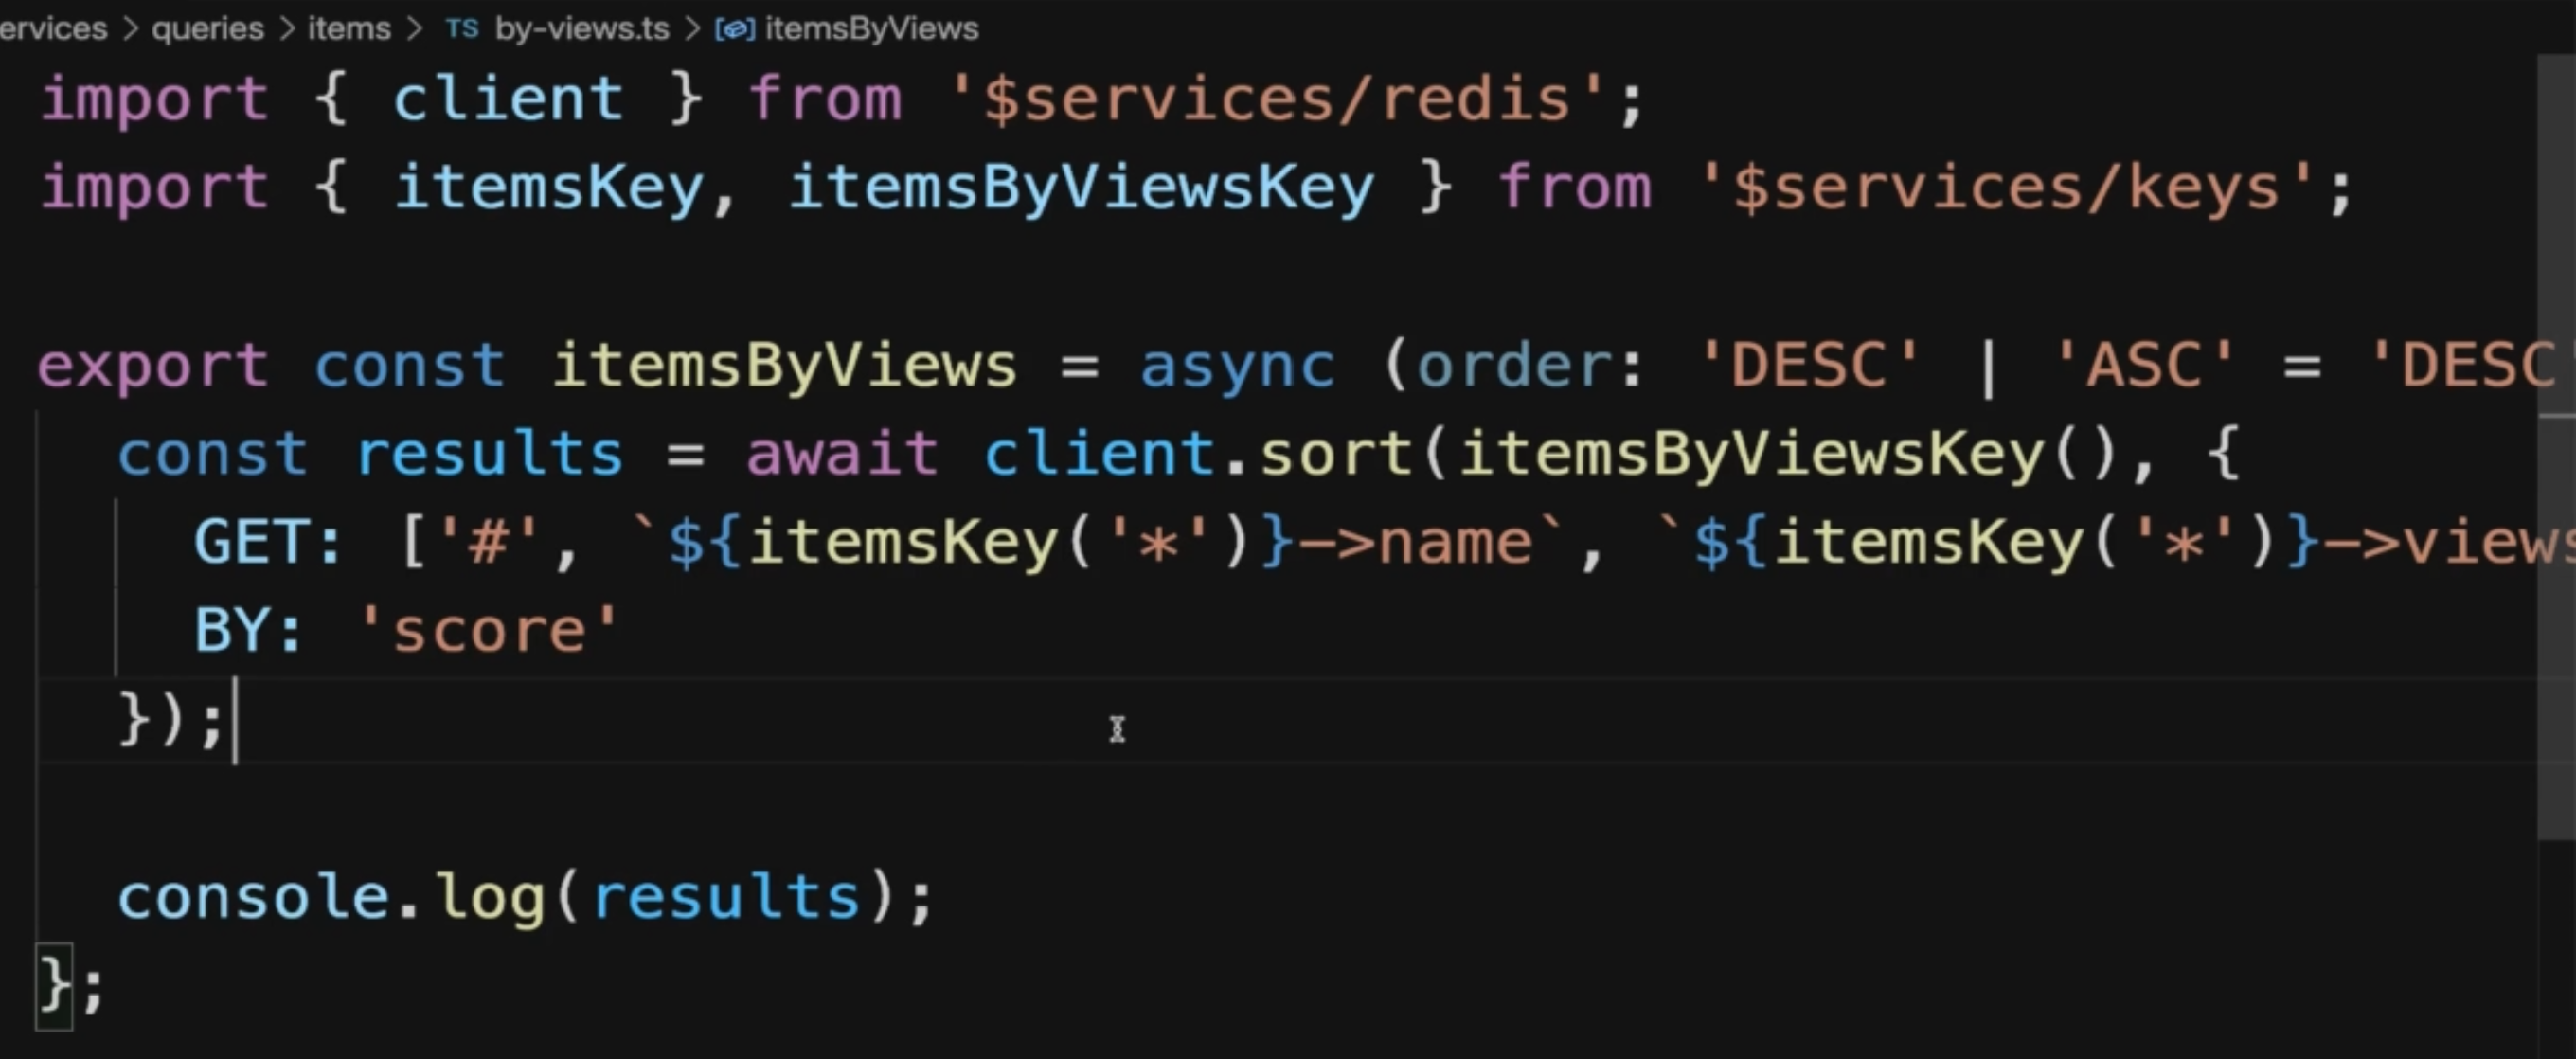 ervices > queries > items > TS by-views.ts > itemsByViews
import { client } from '$services/redis';
import { itemsKey, itemsByViewsKey } from '$services/keys';
export const itemsByViews = async (order: 'DESC' | 'ASC' = 'DESC'
const results = await client.sort(itemsByViewsKey(), {
GET: ['#', `${itemsKey('*')}->name`, `${itemsKey('*')}->views
BY: 'score'
});
console.log(results);
};